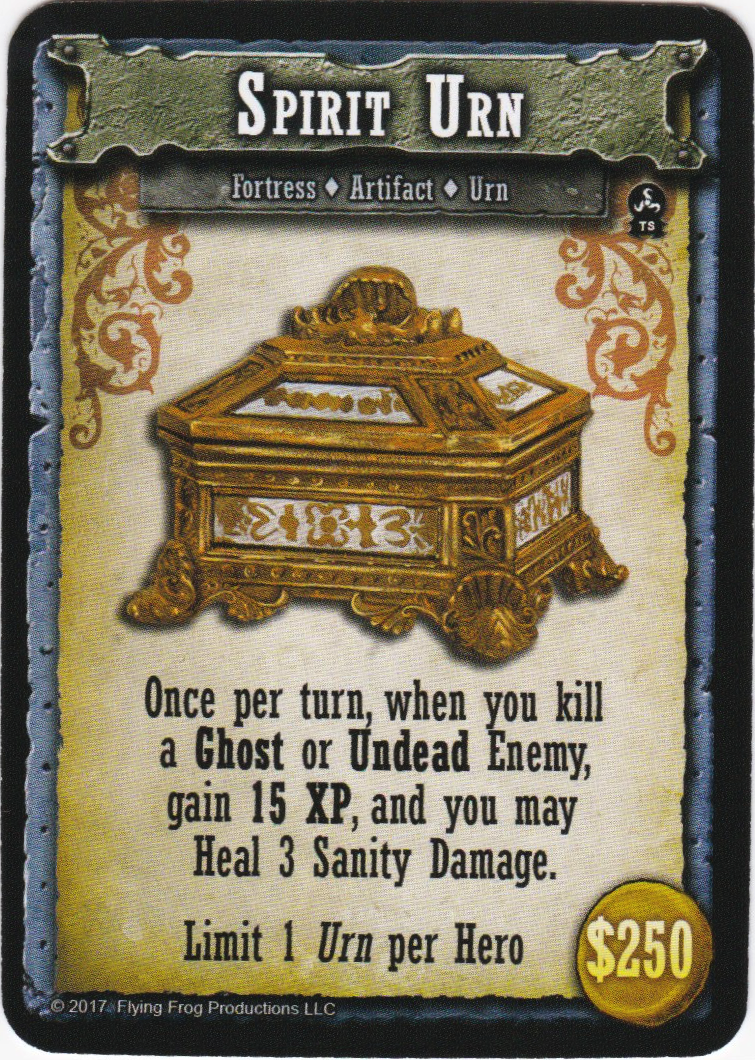 Spirit Urn
Fortress ♦ Artifact ♦ Urn
TS
Once per turn, when you kill
a Ghost or Undead Enemy,
gain 15 XP, and you may
Heal 3 Sanity Damage.
Limit 1 Urn per Hero
$250
© 2017 Flying Frog Productions LLC